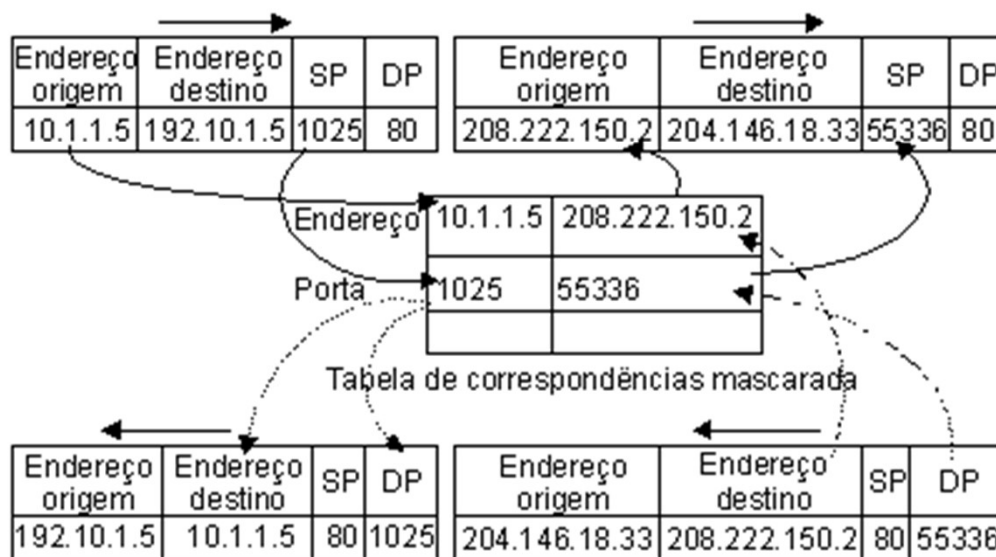 Endereço origem Endereço destino SP DP
10.1.1.5 192.10.1.5 1025 80
Endereço origem Endereço destino SP DP
208.222.150.2 204.146.18.33 55336 80
Endereço 10.1.1.5 208.222.150.2
Porta 1025 55336
Tabela de correspondências mascarada
Endereço origem Endereço destino SP DP
192.10.1.5 10.1.1.5 80 1025
Endereço origem Endereço destino SP DP
204.146.18.33 208.222.150.2 80 55336